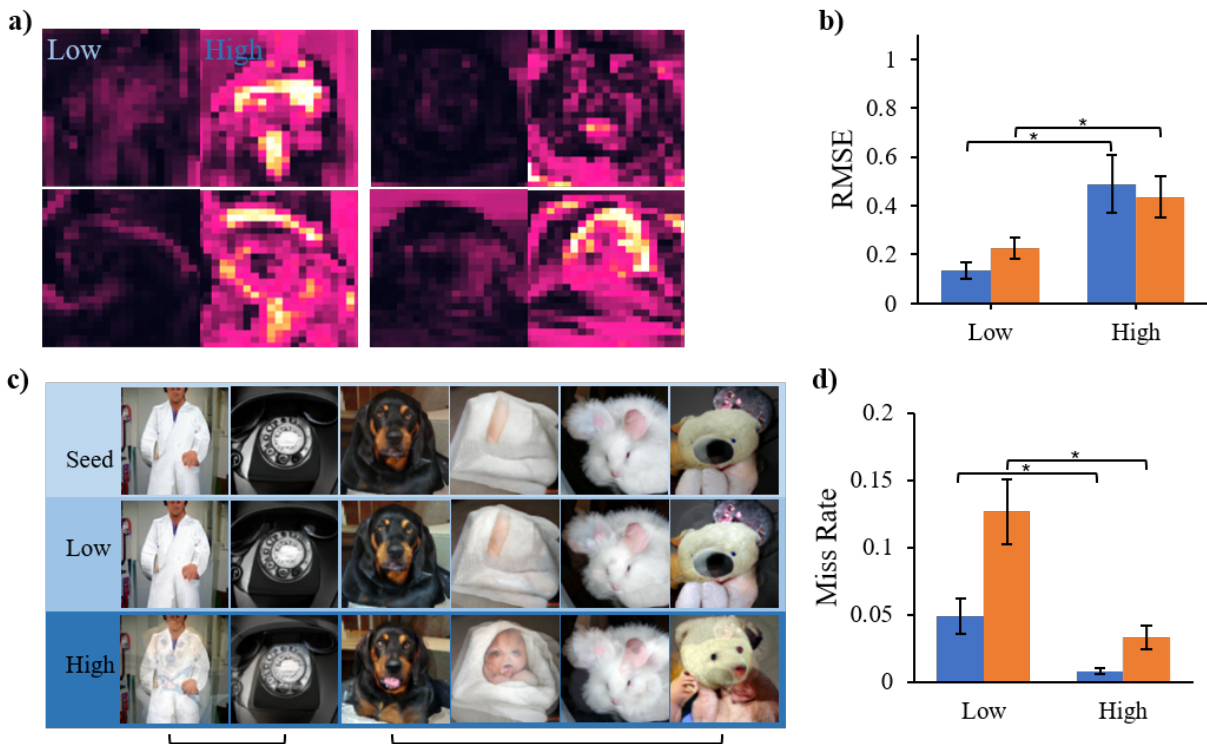 a)
Low
High
b)
RMSE
1
0.8
0.6
0.4
0.2
0
*
*
Low
High
c)
Seed
Low
High
d)
Miss Rate
0.2
0.15
0.1
0.05
0
*
*
Low
High